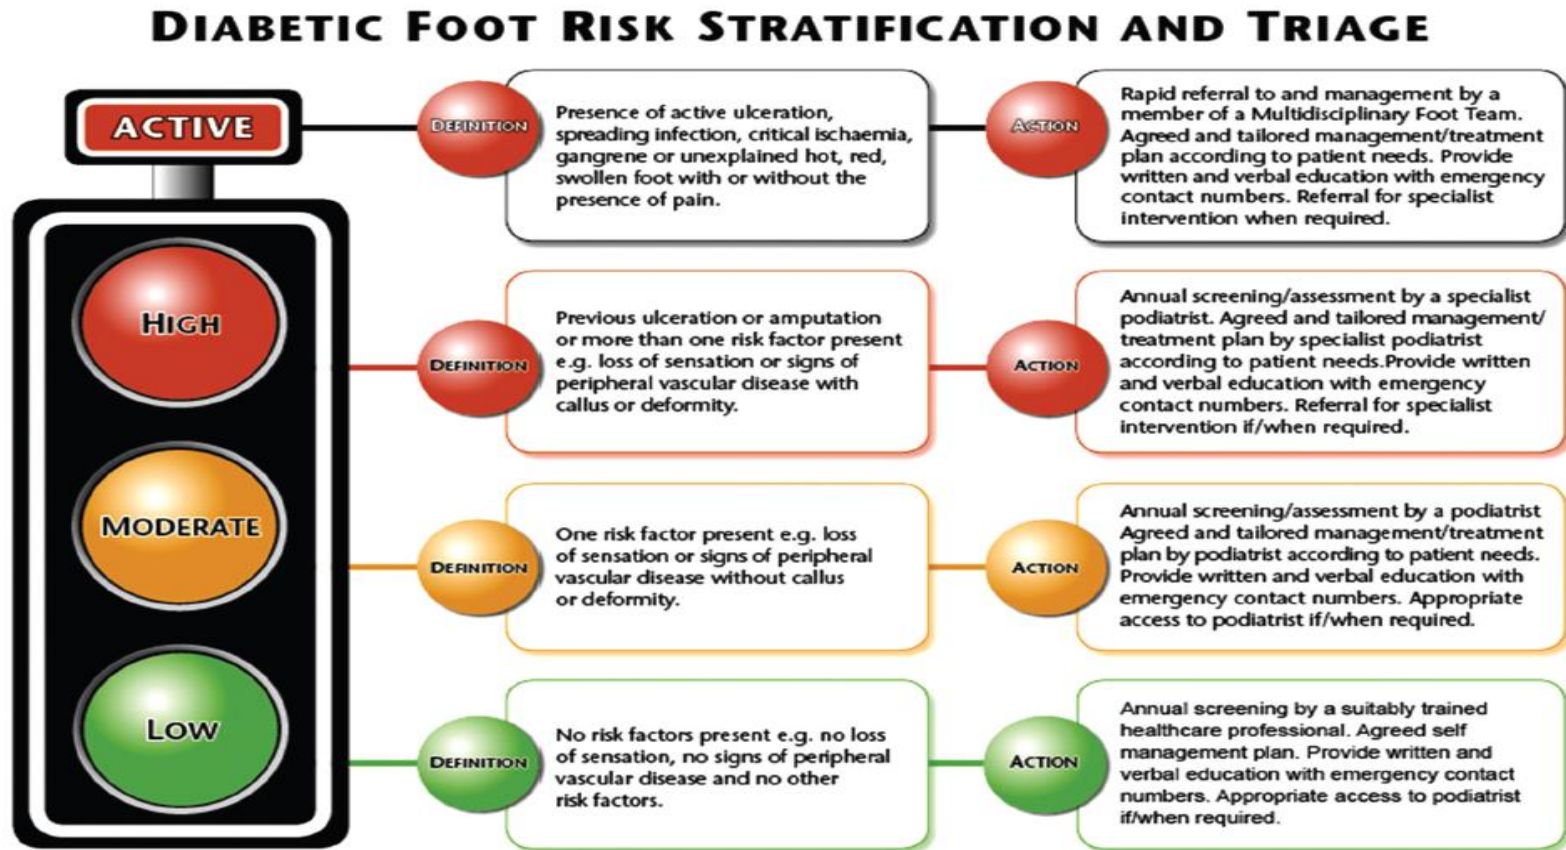 DIABETIC FOOT RISK STRATIFICATION AND TRIAGE
ACTIVE
DEFINITION
Presence of active ulceration,
spreading infection, critical ischaemia,
gangrene or unexplained hot, red,
swollen foot with or without the
presence of pain.
ACTION
Rapid referral to and management by a
member of a Multidisciplinary Foot Team.
Agreed and tailored management/treatment
plan according to patient needs. Provide
written and verbal education with emergency
contact numbers. Referral for specialist
intervention when required.
HIGH
DEFINITION
Previous ulceration or amputation
or more than one risk factor present
e.g. loss of sensation or signs of
peripheral vascular disease with
callus or deformity.
ACTION
Annual screening/assessment by a specialist
podiatrist. Agreed and tailored management/
treatment plan by specialist podiatrist
according to patient needs.Provide written
and verbal education with emergency
contact numbers. Referral for specialist
intervention if/when required.
MODERATE
DEFINITION
One risk factor present e.g. loss
of sensation or signs of peripheral
vascular disease without callus
or deformity.
ACTION
Annual screening/assessment by a podiatrist
Agreed and tailored management/treatment
plan by podiatrist according to patient needs.
Provide written and verbal education with
emergency contact numbers. Appropriate
access to podiatrist if/when required.
LOW
DEFINITION
No risk factors present e.g. no loss
of sensation, no signs of peripheral
vascular disease and no other
risk factors.
ACTION
Annual screening by a suitably trained
healthcare professional. Agreed self
management plan. Provide written and
verbal education with emergency contact
numbers. Appropriate access to podiatrist
if/when required.